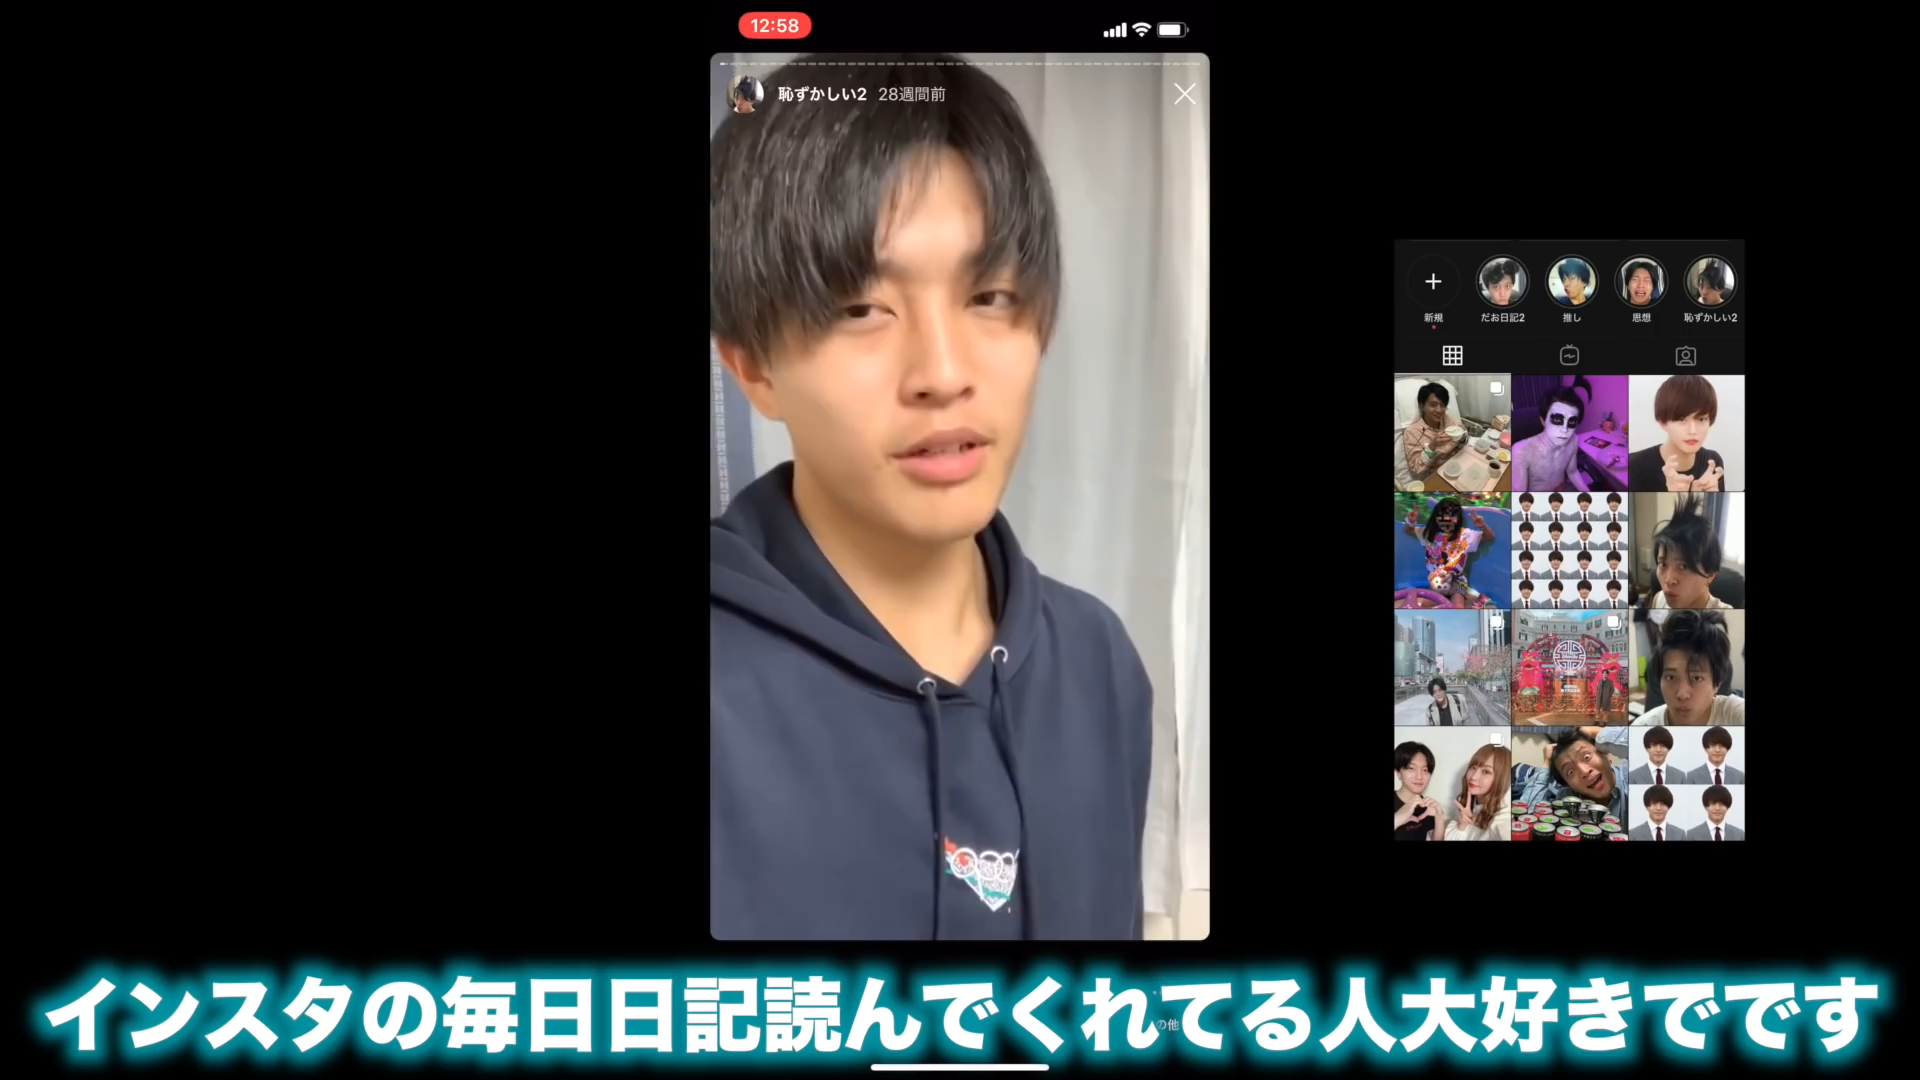 12:58
恥ずかしい2 28週間前
新規 だお日記2 推し 思想 恥ずかしい2
インスタの毎日日記読んでくれてる人大好きでです
の他